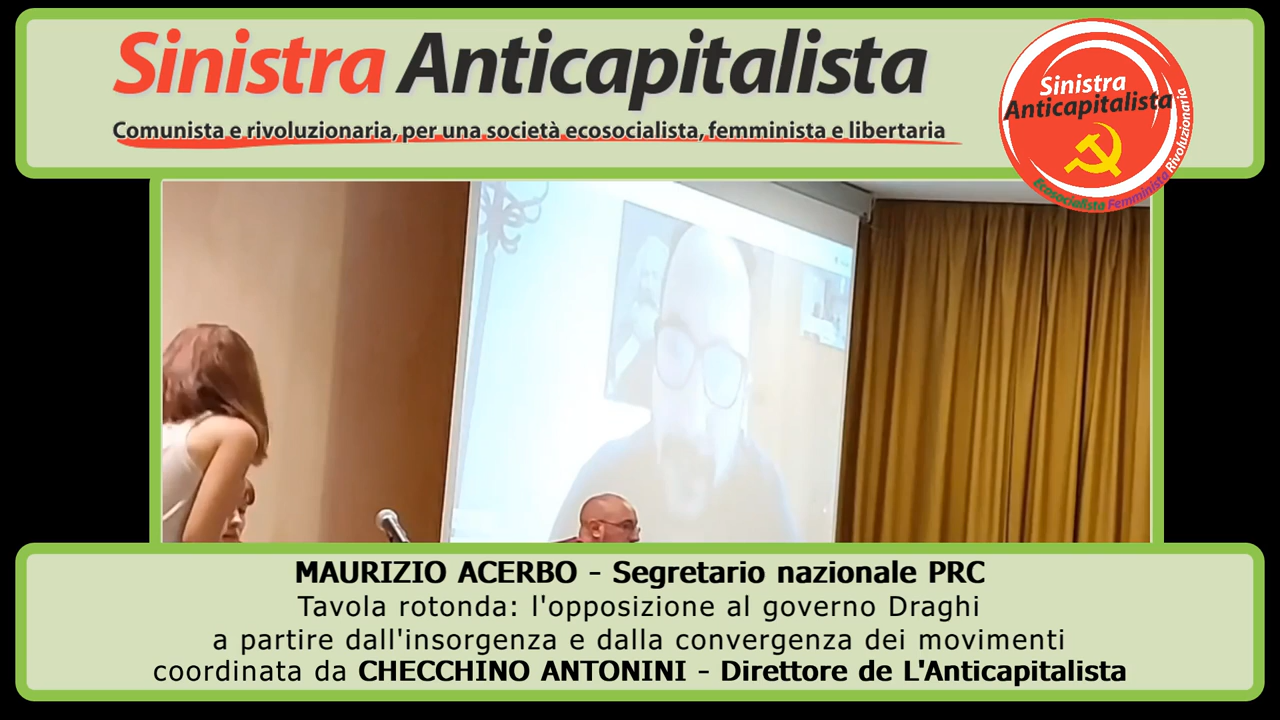 Sinistra Anticapitalista
Comunista e rivoluzionaria, per una società ecosocialista, femminista e libertaria
Sinistra
Anticapitalista
Ecosocialista Femminista Rivoluzionaria
MAURIZIO ACERBO - Segretario nazionale PRC
Tavola rotonda: l'opposizione al governo Draghi
a partire dall'insorgenza e dalla convergenza dei movimenti
coordinata da CHECCHINO ANTONINI - Direttore de L'Anticapitalista